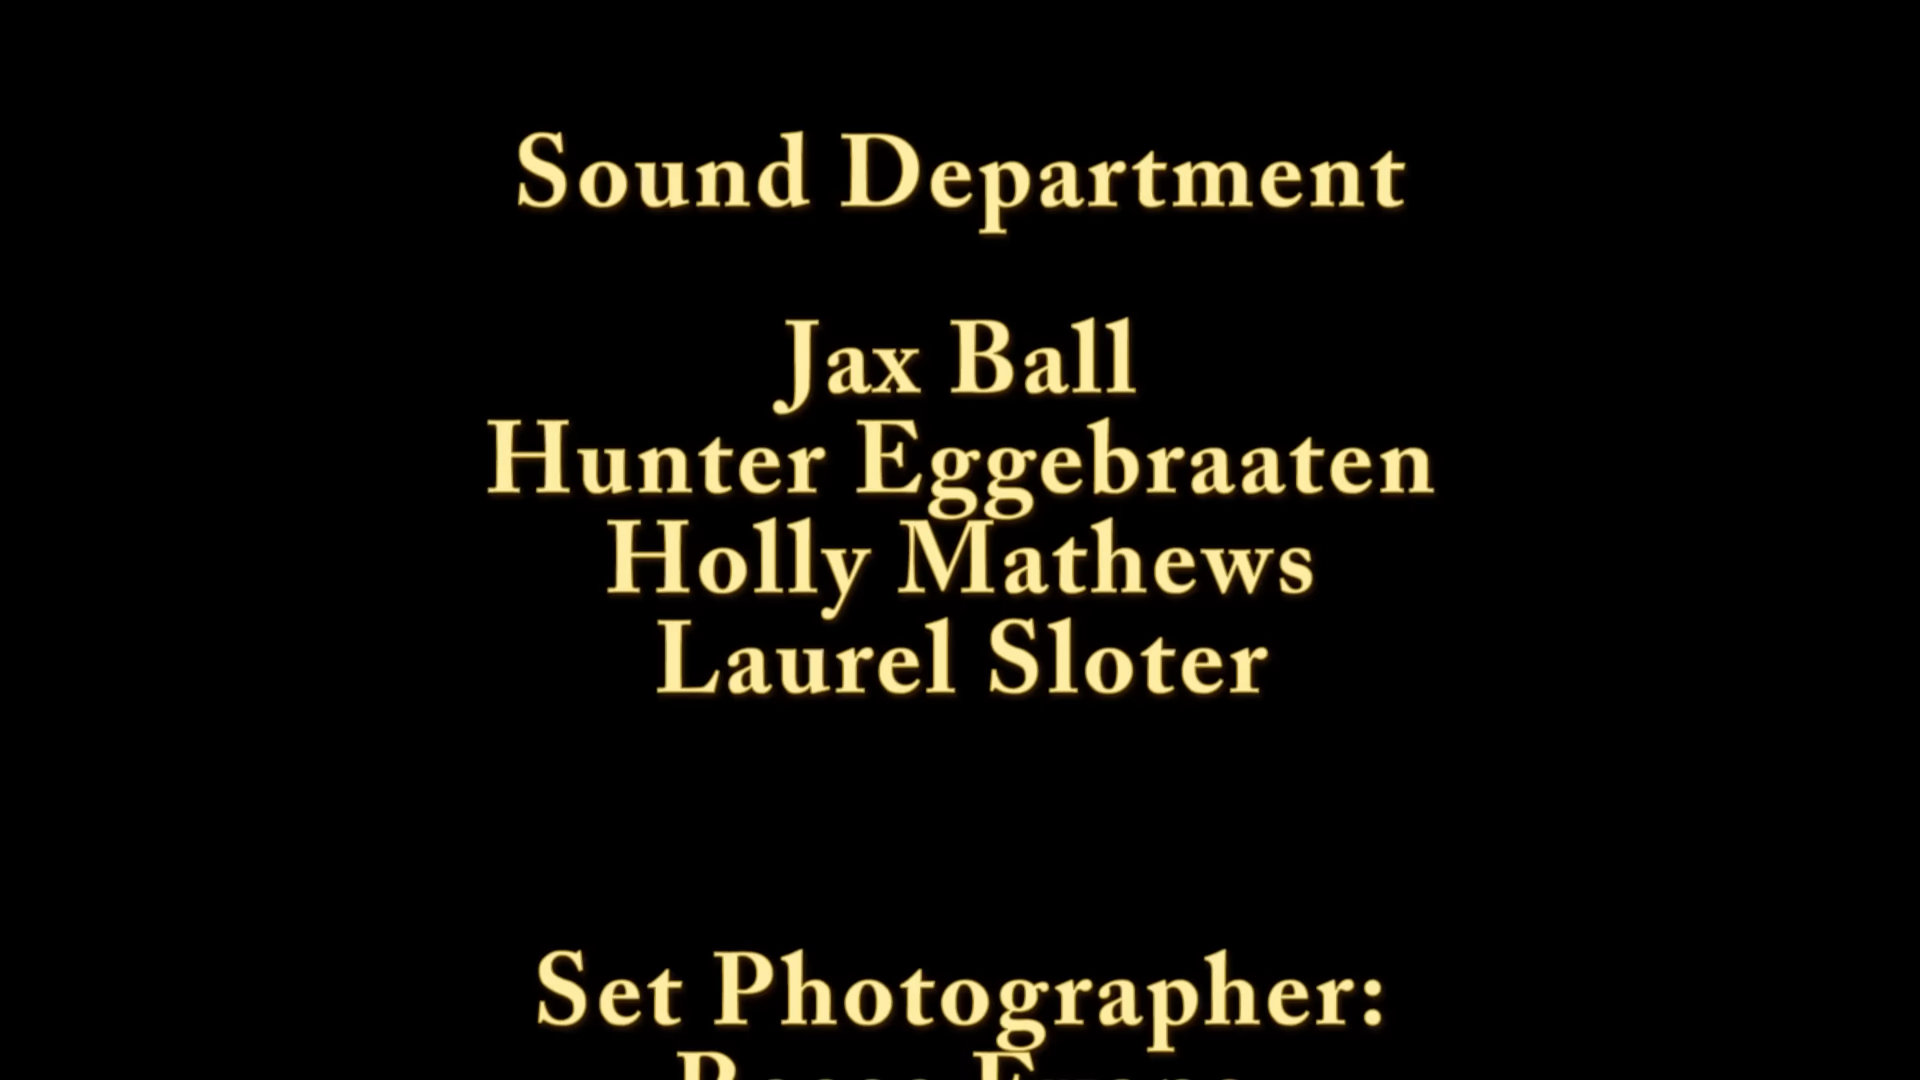 Sound Department
Jax Ball
Hunter Eggebraaten
Holly Mathews
Laurel Sloter
Set Photographer: